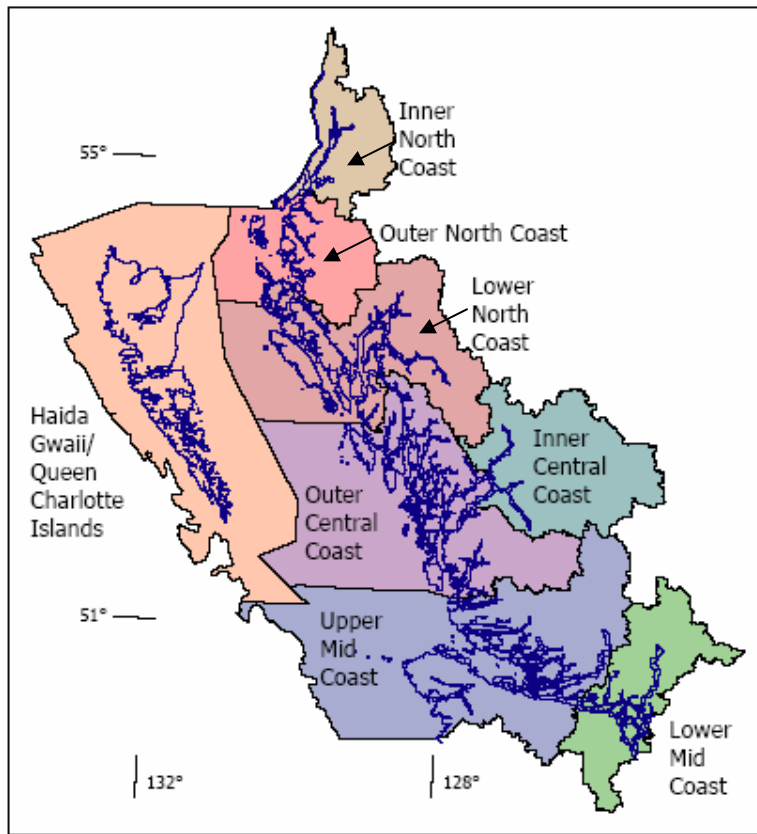 Inner
North
Coast
55°
Outer North Coast
Lower
North
Coast
Haida
Gwaii/
Queen
Charlotte
Islands
Inner
Central
Coast
Outer
Central
Coast
51°
Upper
Mid
Coast
Lower
Mid
Coast
132°
128°